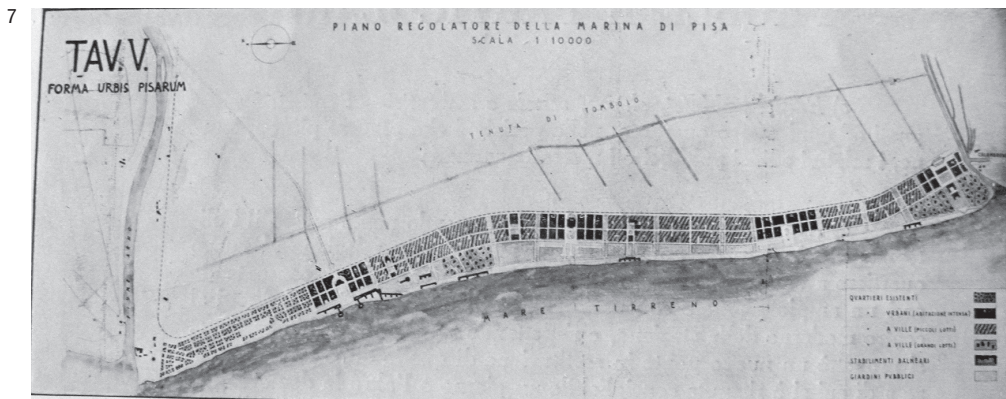 7
PIANO REGOLATORE DELLA MARINA DI PISA
SCALA 1 10000
TAV. V.
FORMA URBIS PISARUM
TENUTA DI TOMBOLO
MARE TIRRENO
QUARTIERI ESISTENTI
URBANI (ABITAZIONE INTENSA)
A VILLE (PICCOLI LOTTI)
A VILLE (GRANDI LOTTI)
STABILIMENTI BALNEARI
GIARDINI PUBBLICI